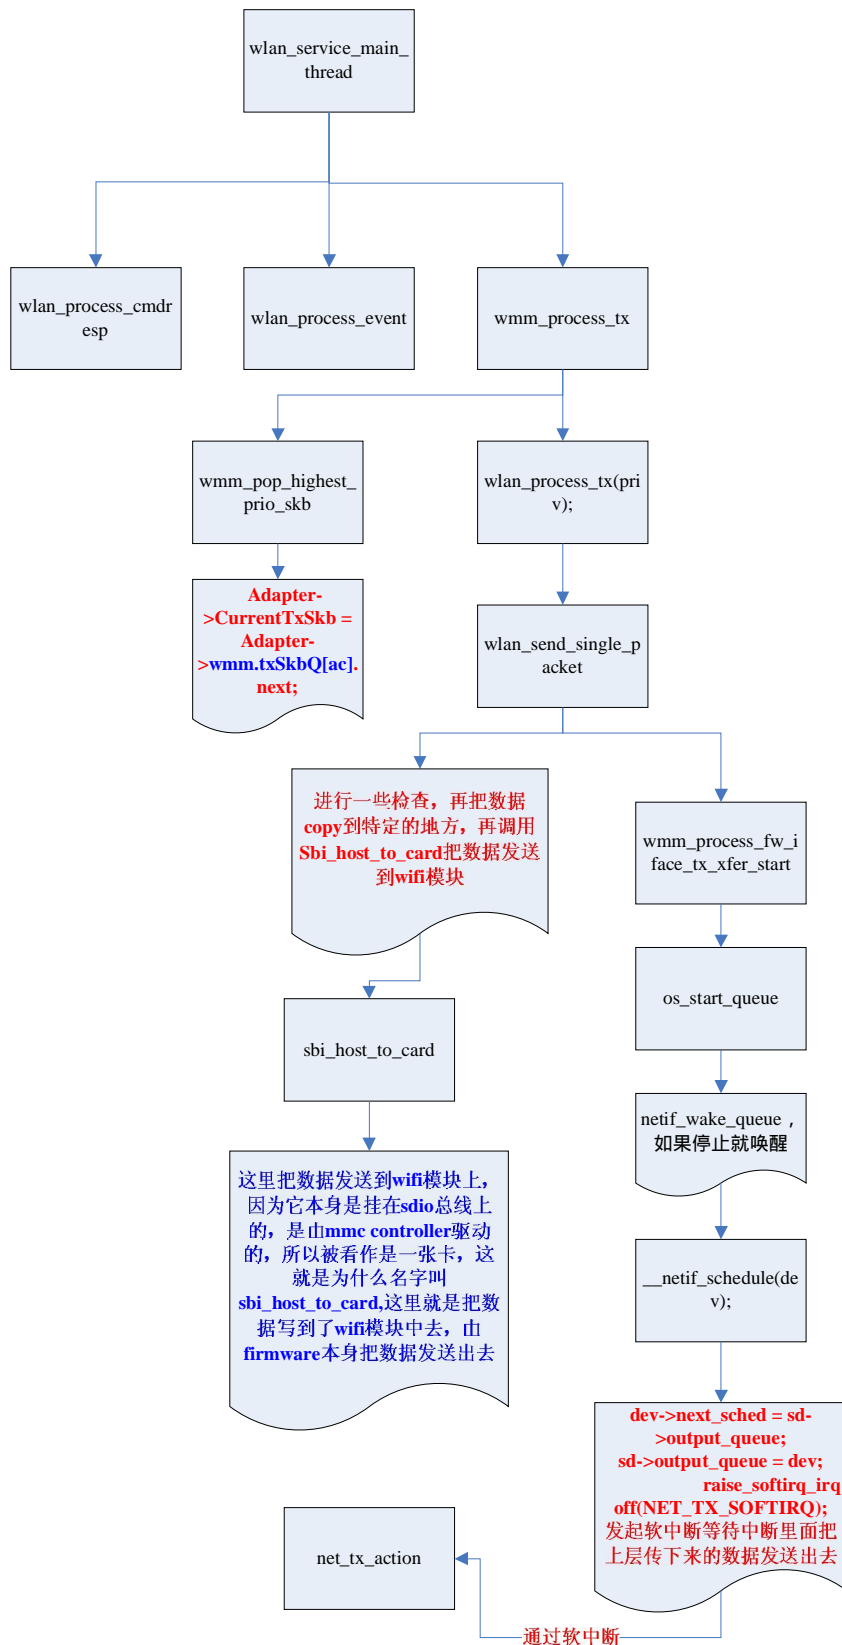 wlan_service_main_
thread
wlan_process_cmdr
esp
wlan_process_event
wmm_process_tx
wmm_pop_highest_
prio_skb
wlan_process_tx(pri
v);
Adapter-
>CurrentTxSkb =
Adapter-
>wmm.txSkbQ[ac].
next;
wlan_send_single_p
acket
进行一些检查，再把数据
copy到特定的地方，再调用
Sbi_host_to_card把数据发送
到wifi模块
wmm_process_fw_i
face_tx_xfer_start
os_start_queue
sbi_host_to_card
netif_wake_queue，
如果停止就唤醒
这里把数据发送到wifi模块上，
因为它本身是挂在sdio总线上
的，是由mmc controller驱动
的，所以被看作是一张卡，这
就是为什么名字叫
sbi_host_to_card,这里就是把数
据写到了wifi模块中去，由
firmware本身把数据发送出去
__netif_schedule(de
v);
dev->next_sched = sd-
>output_queue;
sd->output_queue = dev;
raise_softirq_irq
off(NET_TX_SOFTIRQ);
发起软中断等待中断里面把
上层传下来的数据发送出去
net_tx_action
通过软中断